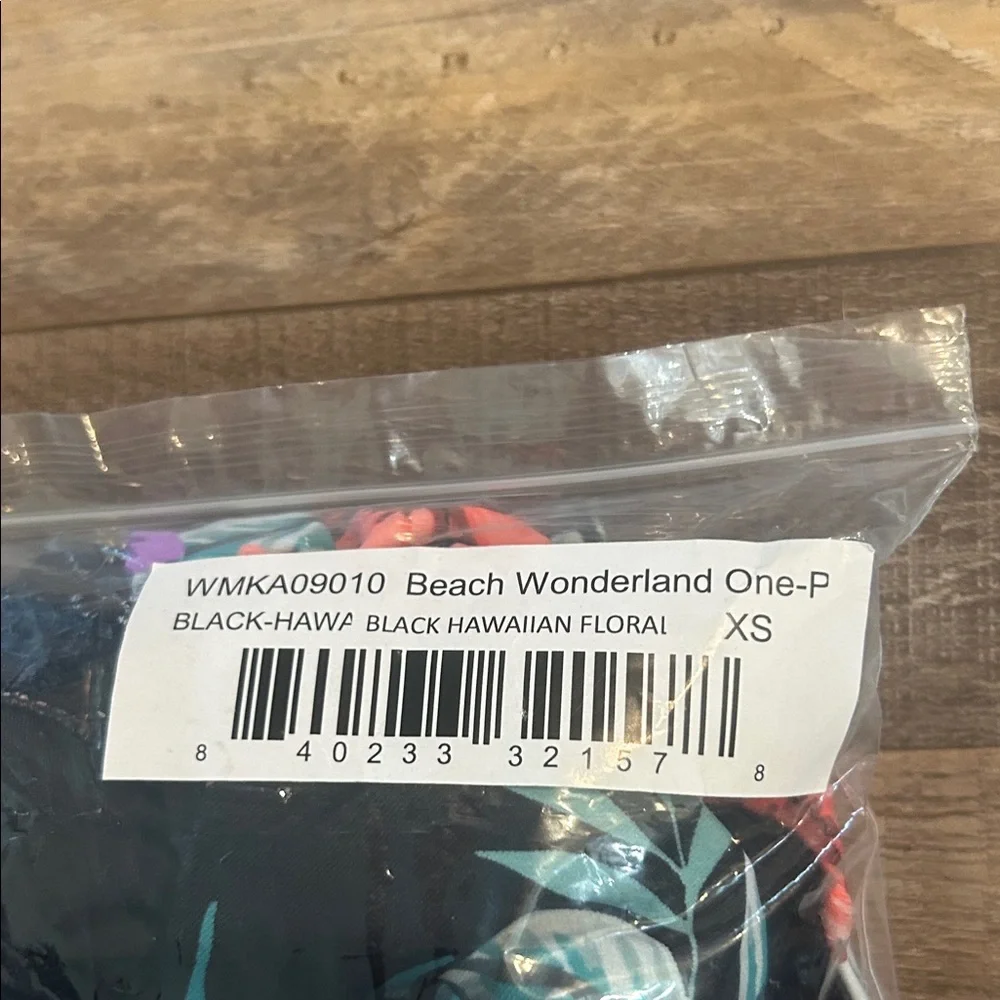 WMKA09010 Beach Wonderland One-P
BLACK-HAWA BLACK HAWAIIAN FLORAL XS
8 40233 32157 8